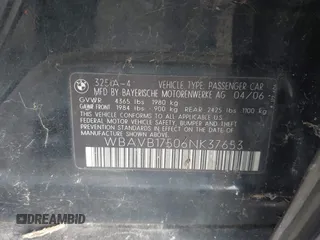 BMW
325i/A-4 VEHICLE TYPE: PASSENGER CAR
MFD BY BAYERISCHE MOTORENWERKE AG 04/06
GVWR 4365 lbs 1980 kg
GAWR FRONT 1984 lbs 900 kg REAR 2425 lbs 1100 kg
THIS VEHICLE CONFORMS TO ALL APPLICABLE
FEDERAL MOTOR VEHICLE SAFETY, BUMPER AND THEFT
PREVENTION STANDARDS IN EFFECT ON THE DATE OF
MANUFACTURE SHOWN ABOVE.
WBAVB17506NK37653
DREAMBID